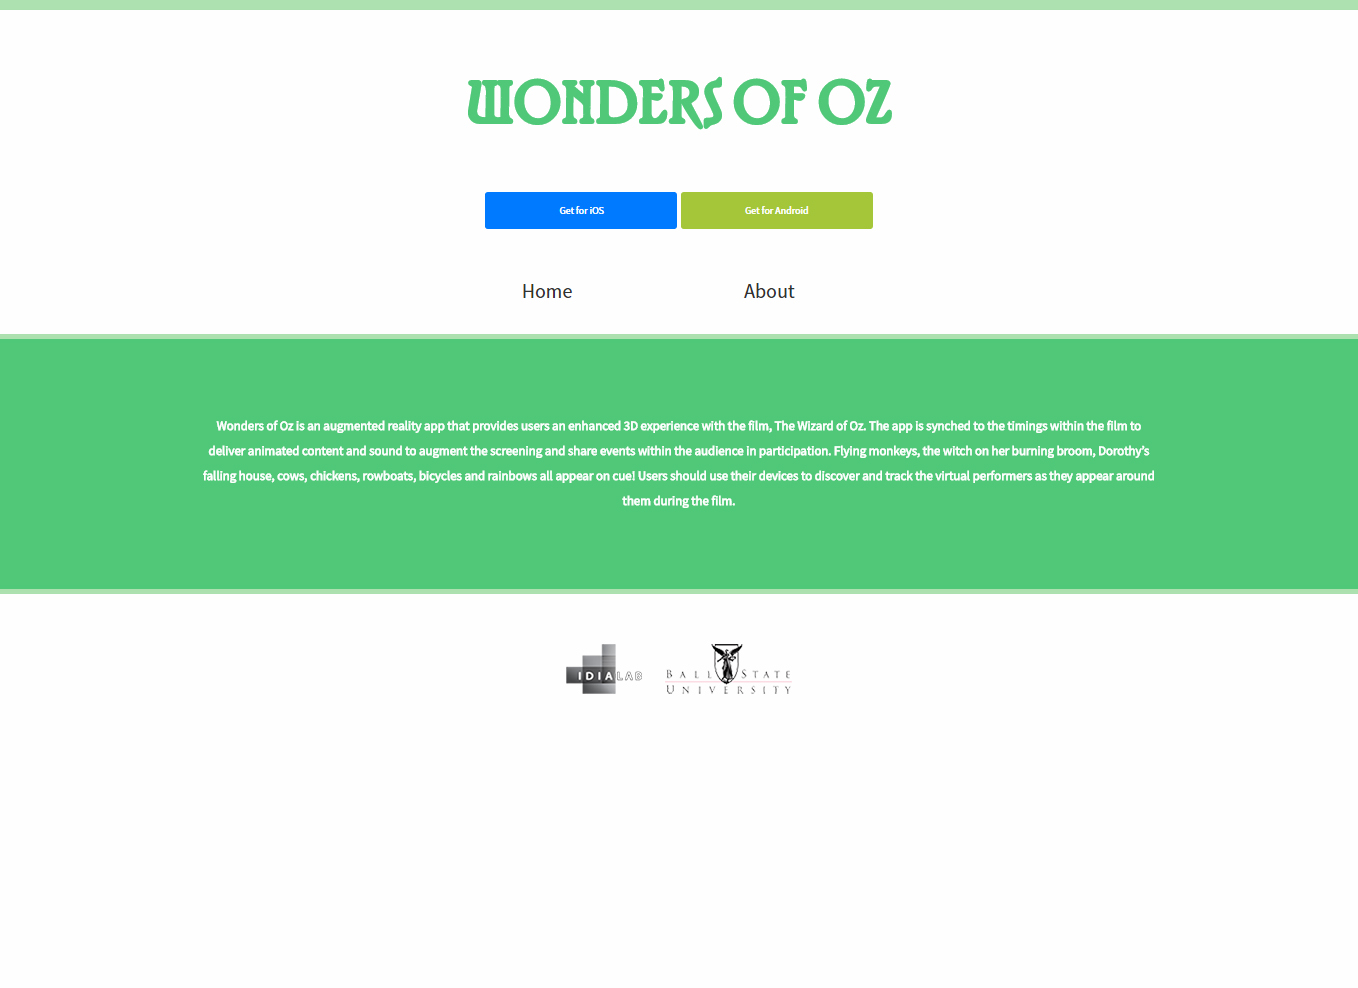 WONDERS OF OZ
Get for iOS Get for Android
Home About
Wonders of Oz is an augmented reality app that provides users an enhanced 3D experience with the film, The Wizard of Oz. The app is synched to the timings within the film to
deliver animated content and sound to augment the screening and share events within the audience in participation. Flying monkeys, the witch on her burning broom, Dorothy's
falling house, cows, chickens, rowboats, bicycles and rainbows all appear on cue! Users should use their devices to discover and track the virtual performers as they appear around
them during the film.
IDIALAB
BALL STATE
UNIVERSITY